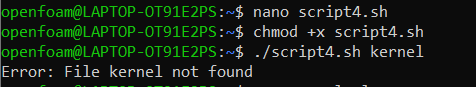 openfoam@LAPTOP-OT91E2PS:~$ nano script4.sh
openfoam@LAPTOP-OT91E2PS:~$ chmod +x script4.sh
openfoam@LAPTOP-OT91E2PS:~$ ./script4.sh kernel
Error: File kernel not found